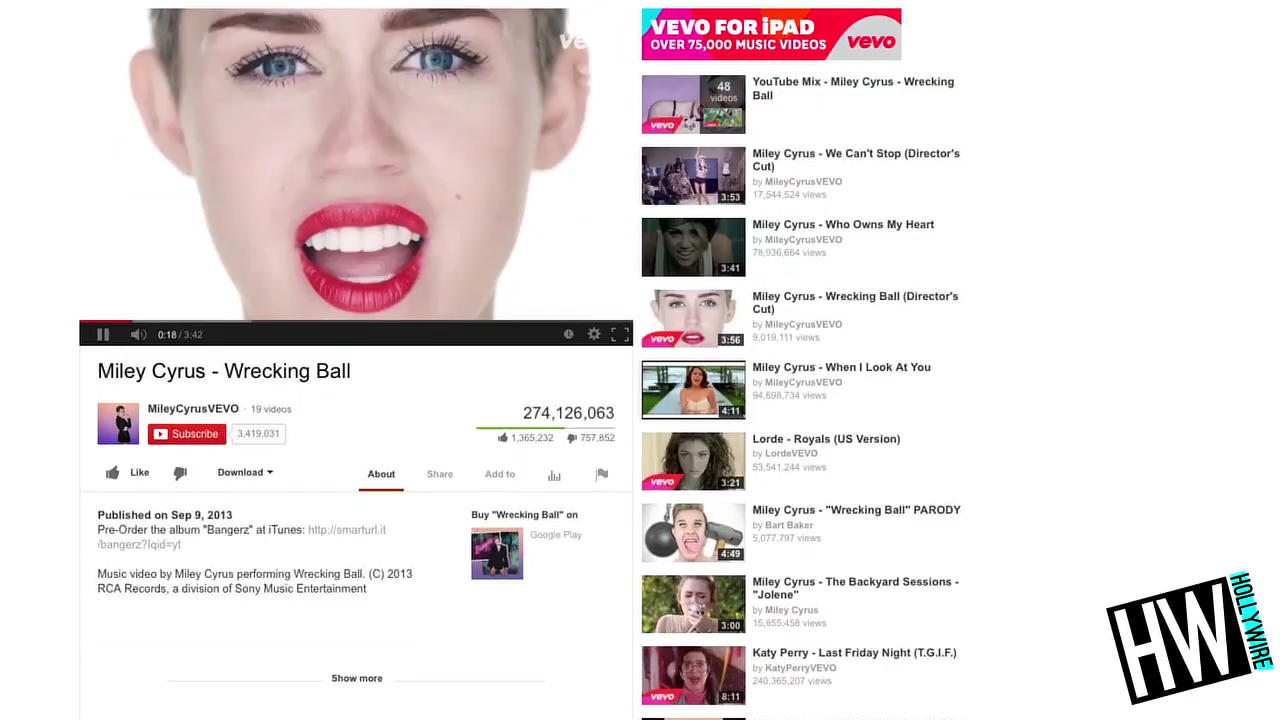 VEVO FOR iPAD
OVER 75,000 MUSIC VIDEOS
vevo
48
videos
vevo
YouTube Mix - Miley Cyrus - Wrecking
Ball
3:53
Miley Cyrus - We Can't Stop (Director's
Cut)
by MileyCyrusVEVO
17,544,524 views
3:41
Miley Cyrus - Who Owns My Heart
by MileyCyrusVEVO
78,936,664 views
vevo
3:56
Miley Cyrus - Wrecking Ball (Director's
Cut)
by MileyCyrusVEVO
9,019,111 views
4:11
Miley Cyrus - When I Look At You
by MileyCyrusVEVO
94,698,734 views
vevo
3:21
Lorde - Royals (US Version)
by LordeVEVO
53,541,244 views
4:49
Miley Cyrus - "Wrecking Ball" PARODY
by Bart Baker
5,077,797 views
3:00
Miley Cyrus - The Backyard Sessions -
"Jolene"
by Miley Cyrus
15,855,458 views
vevo
8:11
Katy Perry - Last Friday Night (T.G.I.F.)
by KatyPerryVEVO
240,365,207 views
0:18 / 3:42
Miley Cyrus - Wrecking Ball
MileyCyrusVEVO · 19 videos
Subscribe 3,419,031
274,126,063
1,365,232 757,852
Like Download About Share Add to
Published on Sep 9, 2013
Pre-Order the album "Bangerz" at iTunes: http://smarturl.it
/bangerz?Iqid=yt
Music video by Miley Cyrus performing Wrecking Ball. (C) 2013
RCA Records, a division of Sony Music Entertainment
Buy "Wrecking Ball" on
Google Play
Show more
HW
HOLLYWIRE